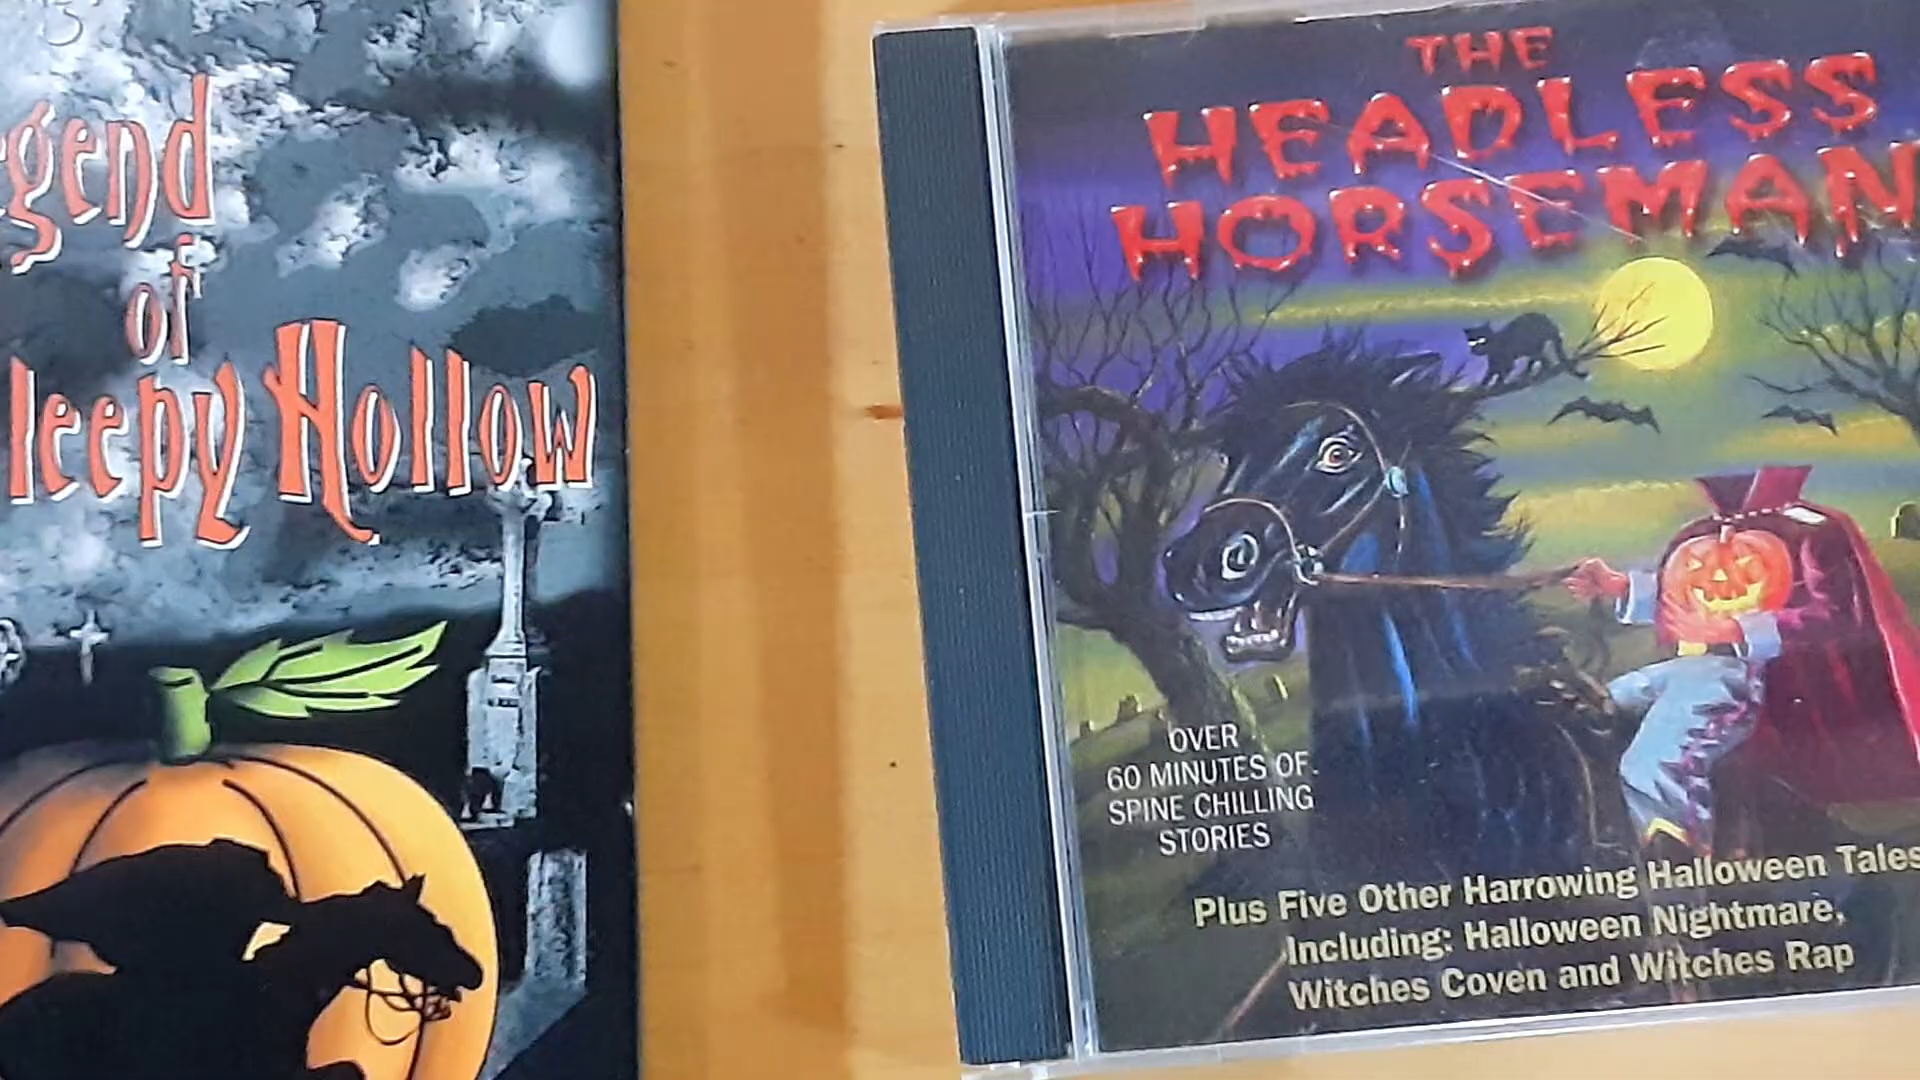 egend
of
leepy Hollow
THE
HEADLESS
HORSEMAN
OVER
60 MINUTES OF
SPINE CHILLING
STORIES
Plus Five Other Harrowing Halloween Tales
Including: Halloween Nightmare,
Witches Coven and Witches Rap